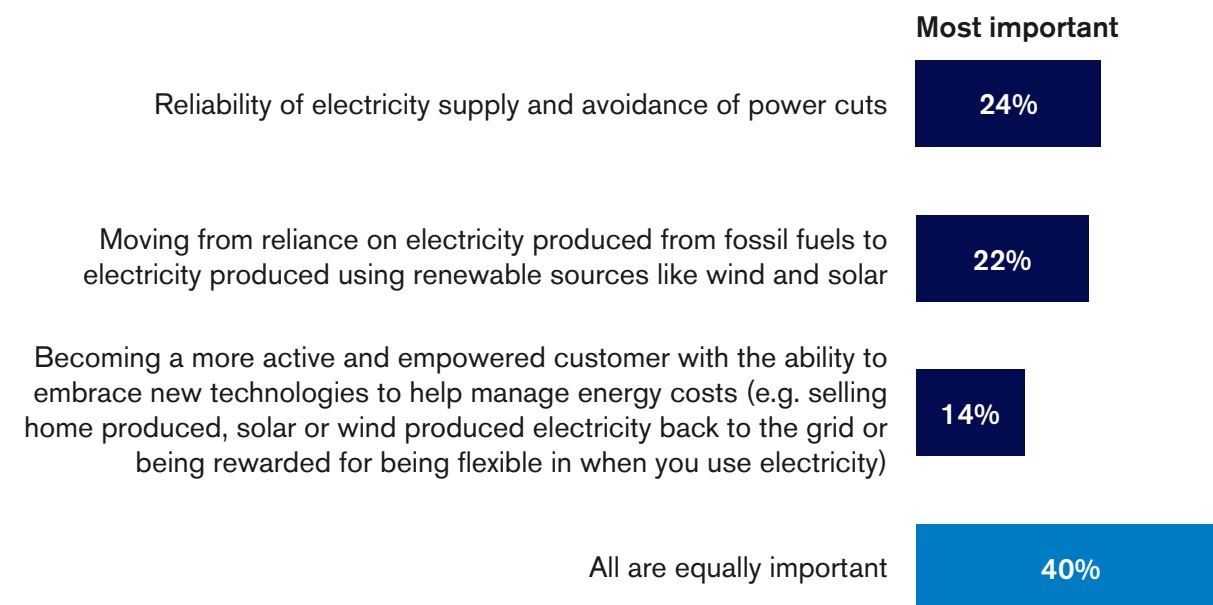 Most important
Reliability of electricity supply and avoidance of power cuts
24%
Moving from reliance on electricity produced from fossil fuels to
electricity produced using renewable sources like wind and solar
22%
Becoming a more active and empowered customer with the ability to
embrace new technologies to help manage energy costs (e.g. selling
home produced, solar or wind produced electricity back to the grid or
being rewarded for being flexible in when you use electricity)
14%
All are equally important
40%